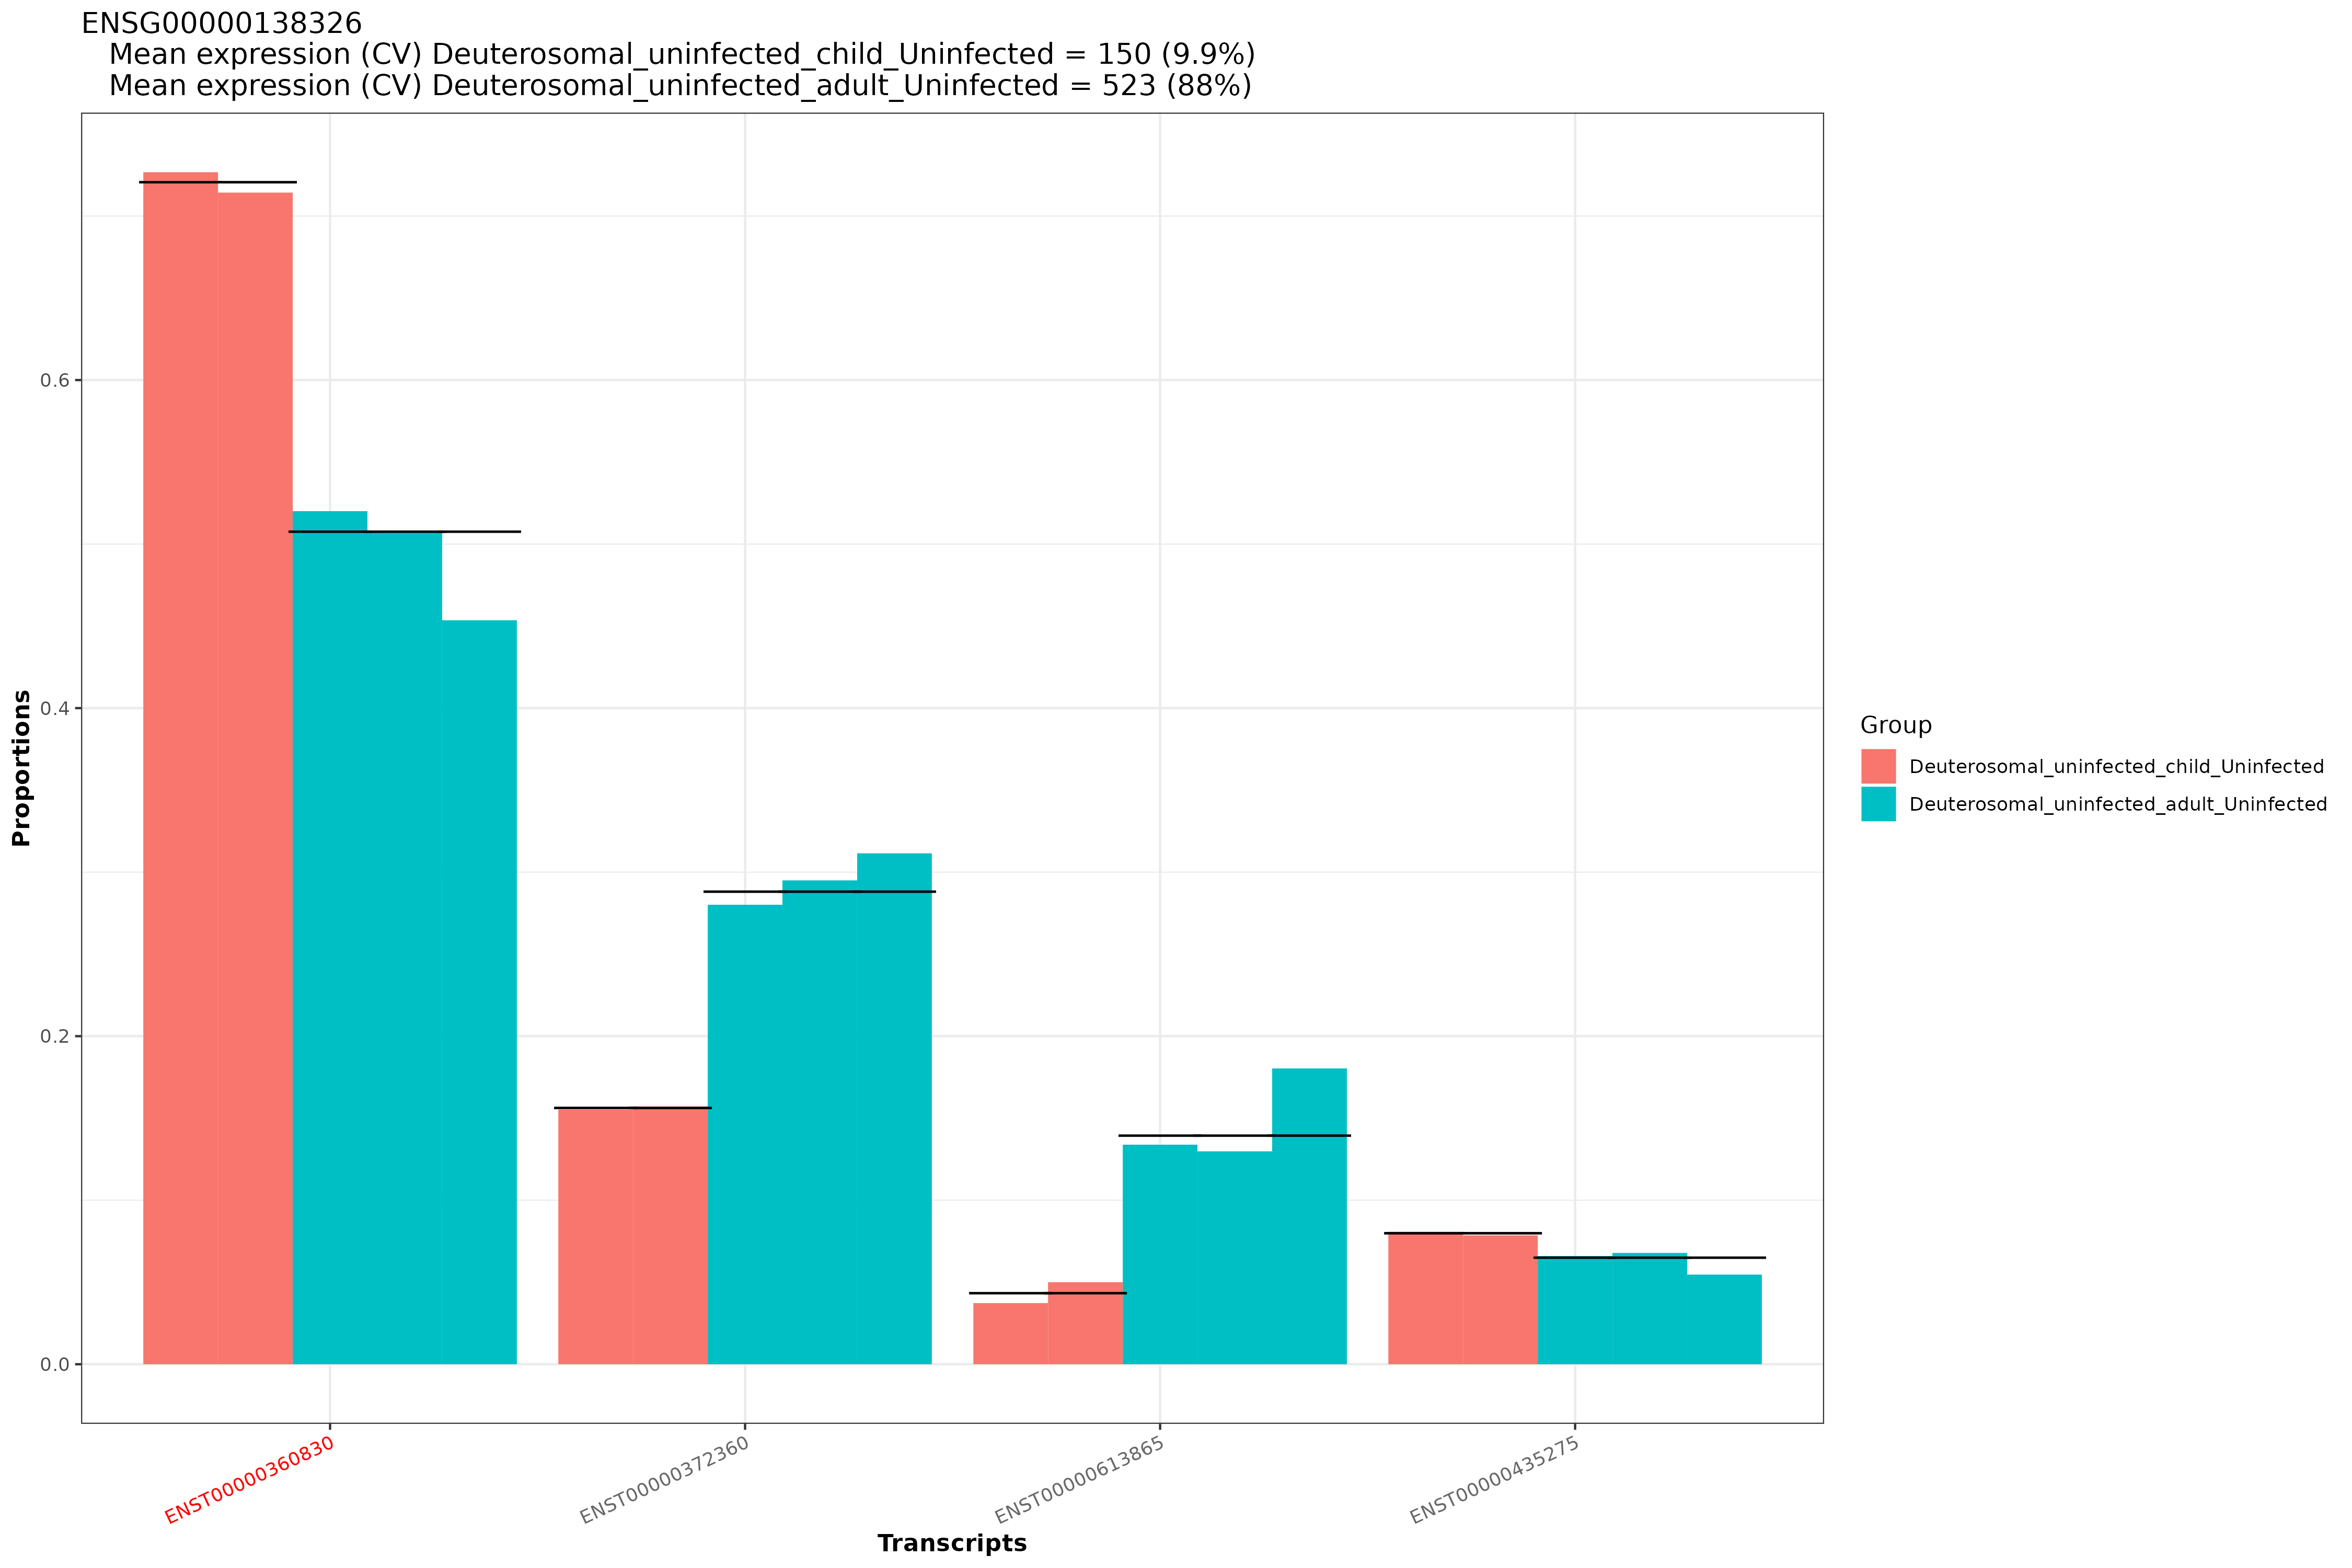 ENSG00000138326
Mean expression (CV) Deuterosomal_uninfected_child_Uninfected = 150 (9.9%)
Mean expression (CV) Deuterosomal_uninfected_adult_Uninfected = 523 (88%)
0.6
0.4
0.2
0.0
Proportions
ENST00000360830
ENST00000372360
ENST00000613865
ENST00000435275
Transcripts
Group
Deuterosomal_uninfected_child_Uninfected
Deuterosomal_uninfected_adult_Uninfected